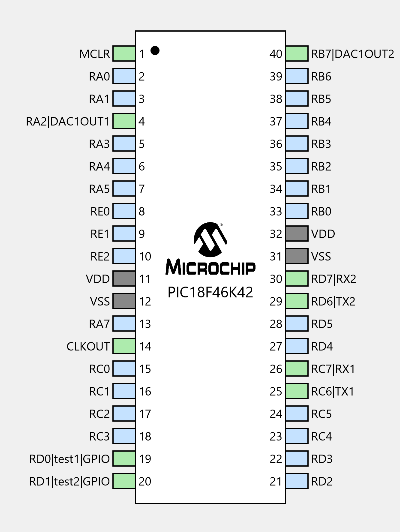 MCLR 1 40 RB7|DAC1OUT2
RA0 2 39 RB6
RA1 3 38 RB5
RA2|DAC1OUT1 4 37 RB4
RA3 5 36 RB3
RA4 6 35 RB2
RA5 7 34 RB1
RE0 8 33 RB0
RE1 9 32 VDD
RE2 10 31 VSS
MICROCHIP
VDD 11 30 RD7|RX2
PIC18F46K42
VSS 12 29 RD6|TX2
RA7 13 28 RD5
CLKOUT 14 27 RD4
RC0 15 26 RC7|RX1
RC1 16 25 RC6|TX1
RC2 17 24 RC5
RC3 18 23 RC4
RD0|test1|GPIO 19 22 RD3
RD1|test2|GPIO 20 21 RD2